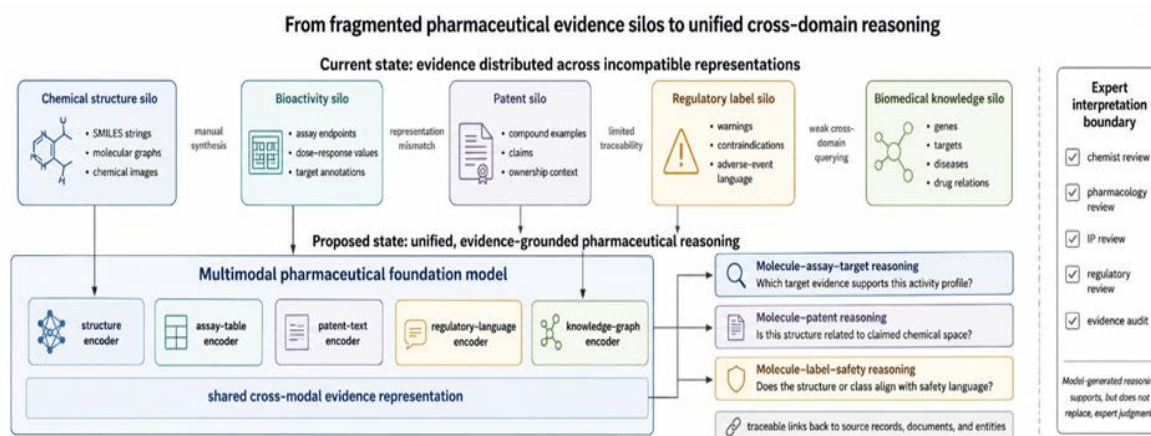 From fragmented pharmaceutical evidence silos to unified cross-domain reasoning
Current state: evidence distributed across incompatible representations
Chemical structure silo
• SMILES strings
• molecular graphs
• chemical images
manual
synthesis
Bioactivity silo
• assay endpoints
• dose-response values
• target annotations
representation
mismatch
Patent silo
• compound examples
• claims
• ownership context
limited
traceability
Regulatory label silo
• warnings
• contraindications
• adverse-event
language
weak cross-
domain
querying
Biomedical knowledge silo
• genes
• targets
• diseases
• drug relations
Proposed state: unified, evidence-grounded pharmaceutical reasoning
Multimodal pharmaceutical foundation model
structure
encoder
assay-table
encoder
patent-text
encoder
regulatory-language
encoder
knowledge-graph
encoder
shared cross-modal evidence representation
Molecule-assay-target reasoning
Which target evidence supports this activity profile?
Molecule-patent reasoning
Is this structure related to claimed chemical space?
Molecule-label-safety reasoning
Does the structure or class align with safety language?
traceable links back to source records, documents, and entities
Expert
interpretation
boundary
chemist review
pharmacology
review
IP review
regulatory
review
evidence audit
Model-generated reasoning
supports, but does not
replace, expert judgment